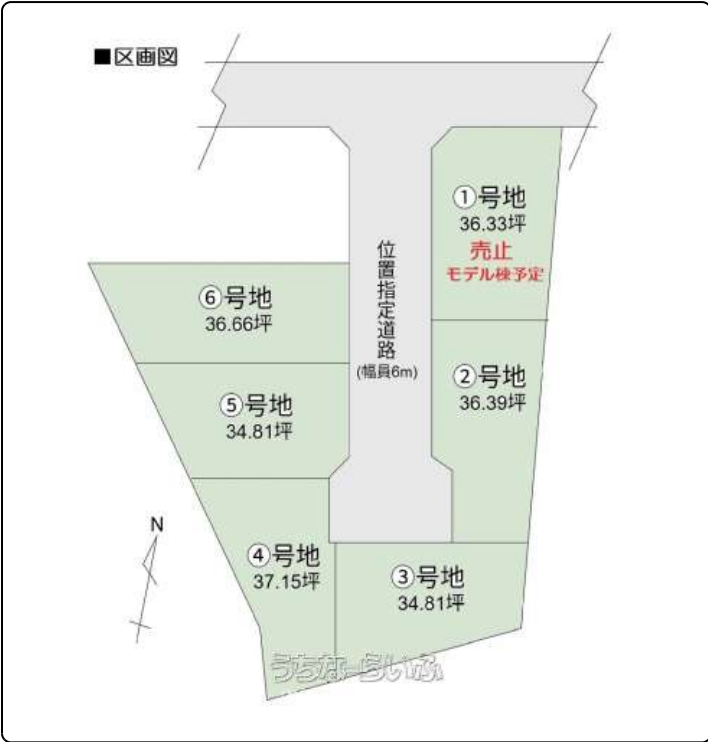 ■区画図
①号地
36.33坪
売止
モデル棟予定
位置指定道路
(幅員6m)
②号地
36.39坪
⑥号地
36.66坪
⑤号地
34.81坪
④号地
37.15坪
③号地
34.81坪
N
うちなーらいふ